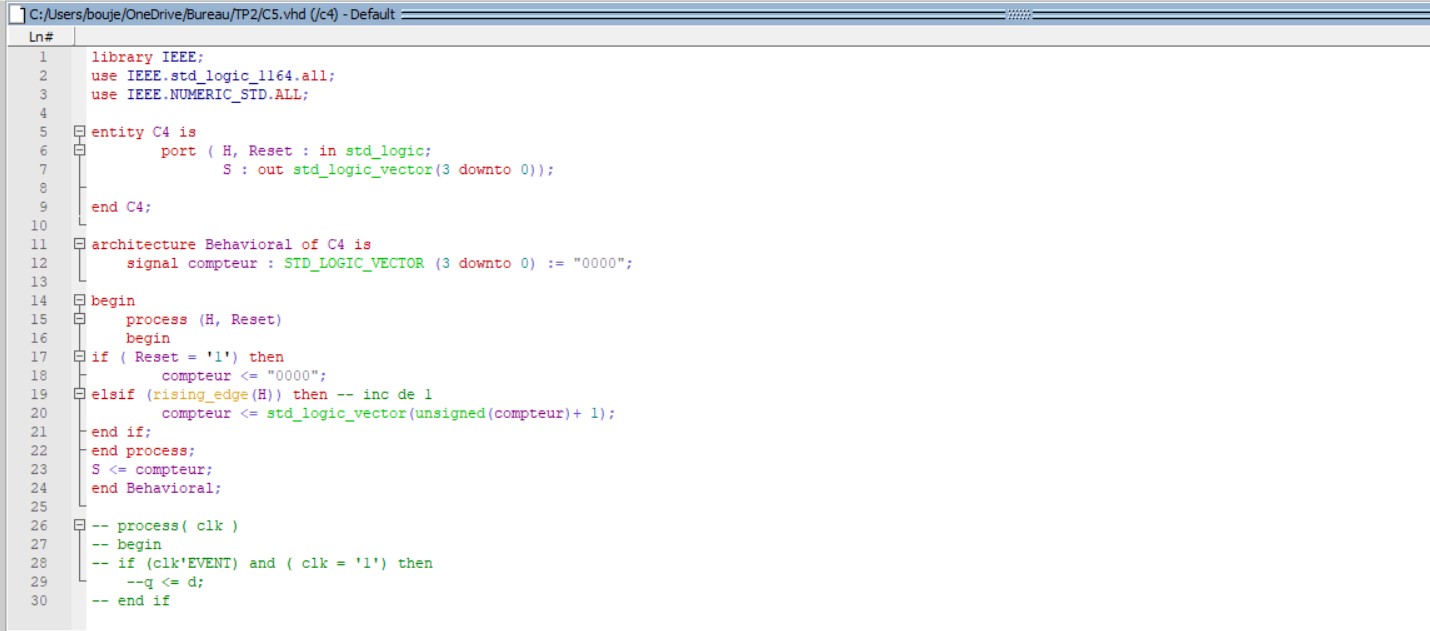 C:/Users/bouje/OneDrive/Bureau/TP2/C5.vhd (/c4) - Default
Ln#
1 library IEEE;
2 use IEEE.std_logic_1164.all;
3 use IEEE.NUMERIC_STD.ALL;
4
5 entity C4 is
6 port ( H, Reset : in std_logic;
7 S : out std_logic_vector(3 downto 0));
8
9 end C4;
10
11 architecture Behavioral of C4 is
12 signal compteur : STD_LOGIC_VECTOR (3 downto 0) := "0000";
13
14 begin
15 process (H, Reset)
16 begin
17 if ( Reset = '1') then
18 compteur <= "0000";
19 elsif (rising_edge(H)) then -- inc de 1
20 compteur <= std_logic_vector(unsigned(compteur)+ 1);
21 end if;
22 end process;
23 S <= compteur;
24 end Behavioral;
25
26 -- process( clk )
27 -- begin
28 -- if (clk'EVENT) and ( clk = '1') then
29 --q <= d;
30 -- end if